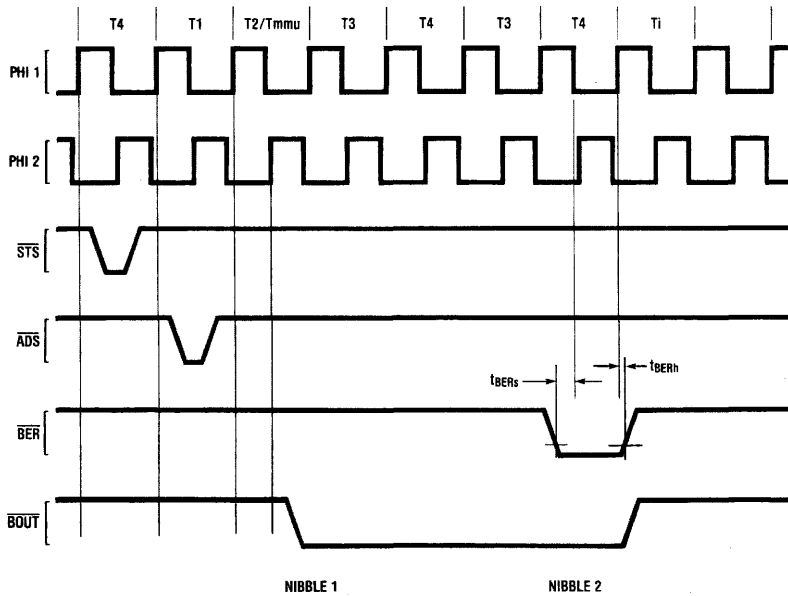 T4 T1 T2/Tmmu T3 T4 T3 T4 Ti
PHI 1
PHI 2
STS
ADS
tBERs
tBERh
BER
BOUT
NIBBLE 1 NIBBLE 2